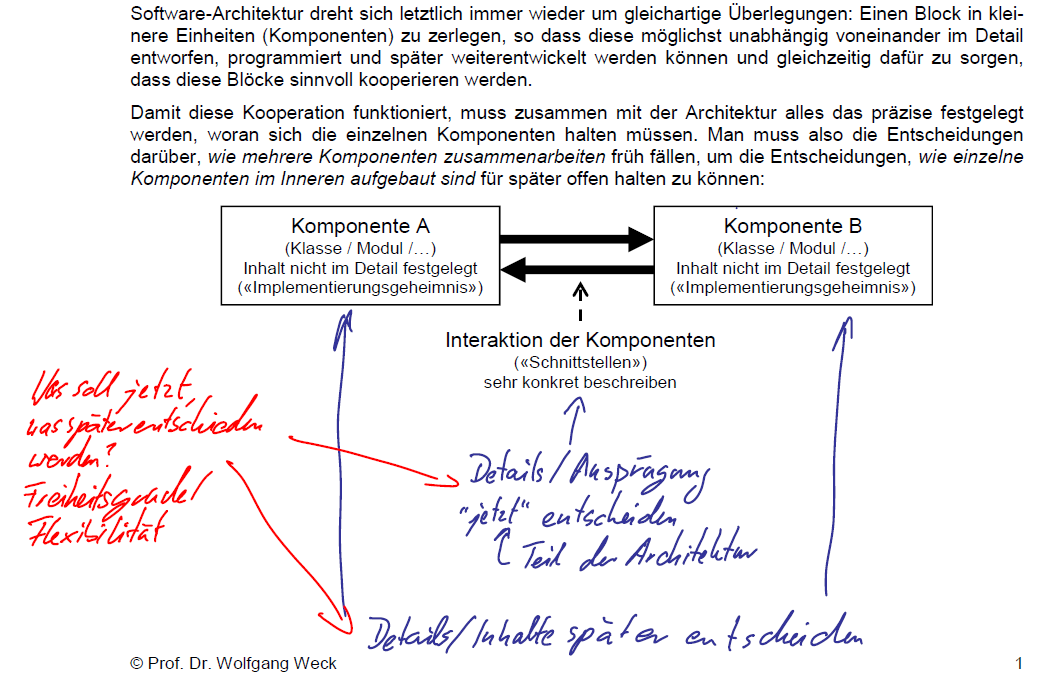 Software-Architektur dreht sich letztlich immer wieder um gleichartige Überlegungen: Einen Block in klei-
nere Einheiten (Komponenten) zu zerlegen, so dass diese möglichst unabhängig voneinander im Detail
entworfen, programmiert und später weiterentwickelt werden können und gleichzeitig dafür zu sorgen,
dass diese Blöcke sinnvoll kooperieren werden.
Damit diese Kooperation funktioniert, muss zusammen mit der Architektur alles das präzise festgelegt
werden, woran sich die einzelnen Komponenten halten müssen. Man muss also die Entscheidungen
darüber, wie mehrere Komponenten zusammenarbeiten früh fällen, um die Entscheidungen, wie einzelne
Komponenten im Inneren aufgebaut sind für später offen halten zu können:
Komponente A
(Klasse / Modul /…)
Inhalt nicht im Detail festgelegt
(«Implementierungsgeheimnis»)
Komponente B
(Klasse / Modul /…)
Inhalt nicht im Detail festgelegt
(«Implementierungsgeheimnis»)
Interaktion der Komponenten
(«Schnittstellen»)
sehr konkret beschreiben
Was soll jetzt,
was später entschieden
werden?
Freiheitsgrade/
Flexibilität
Details/Ausprägung
"jetzt" entscheiden
Teil der Architektur
Details/Inhalte später entscheiden
© Prof. Dr. Wolfgang Weck
1